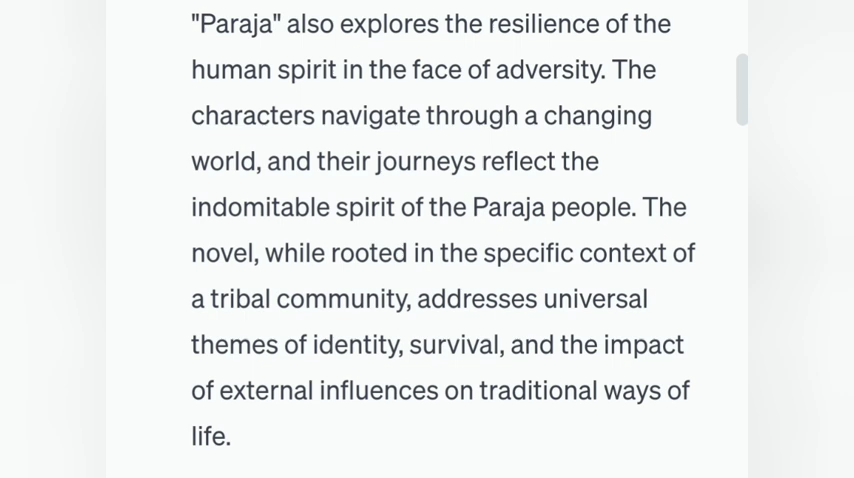 "Paraja" also explores the resilience of the
human spirit in the face of adversity. The
characters navigate through a changing
world, and their journeys reflect the
indomitable spirit of the Paraja people. The
novel, while rooted in the specific context of
a tribal community, addresses universal
themes of identity, survival, and the impact
of external influences on traditional ways of
life.